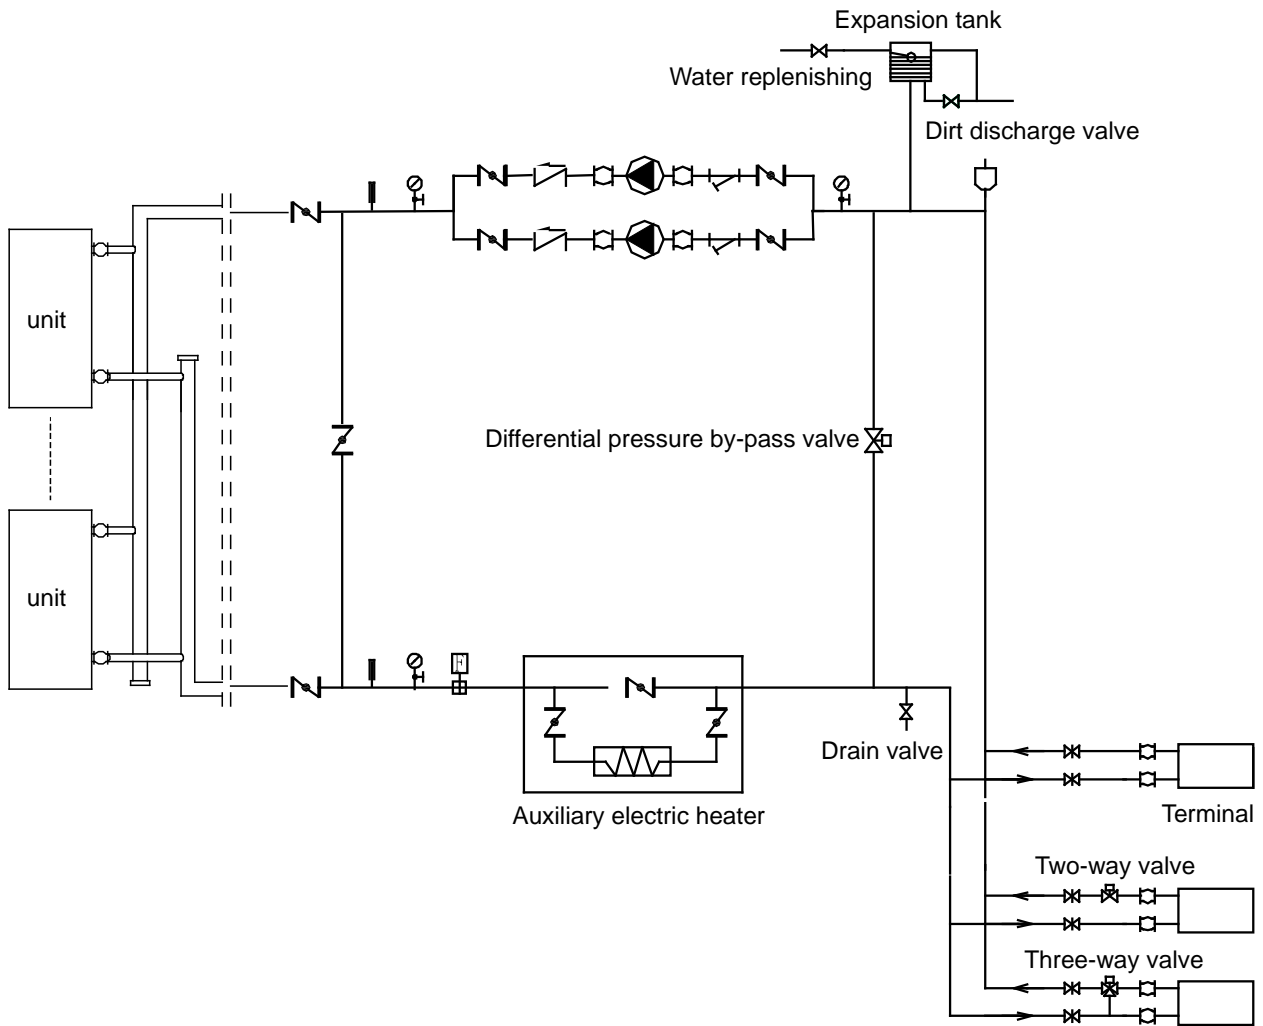 Expansion tank
Water replenishing
Dirt discharge valve
unit
Differential pressure by-pass valve
unit
F
Drain valve
Auxiliary electric heater
Terminal
Two-way valve
Three-way valve